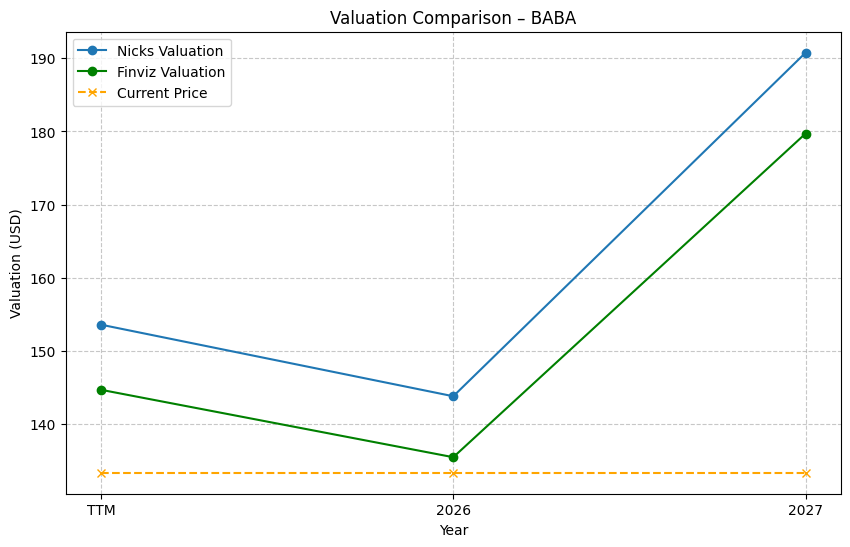 Valuation Comparison – BABA
Nicks Valuation
Finviz Valuation
Current Price
Valuation (USD)
190
180
170
160
150
140
TTM
2026
2027
Year